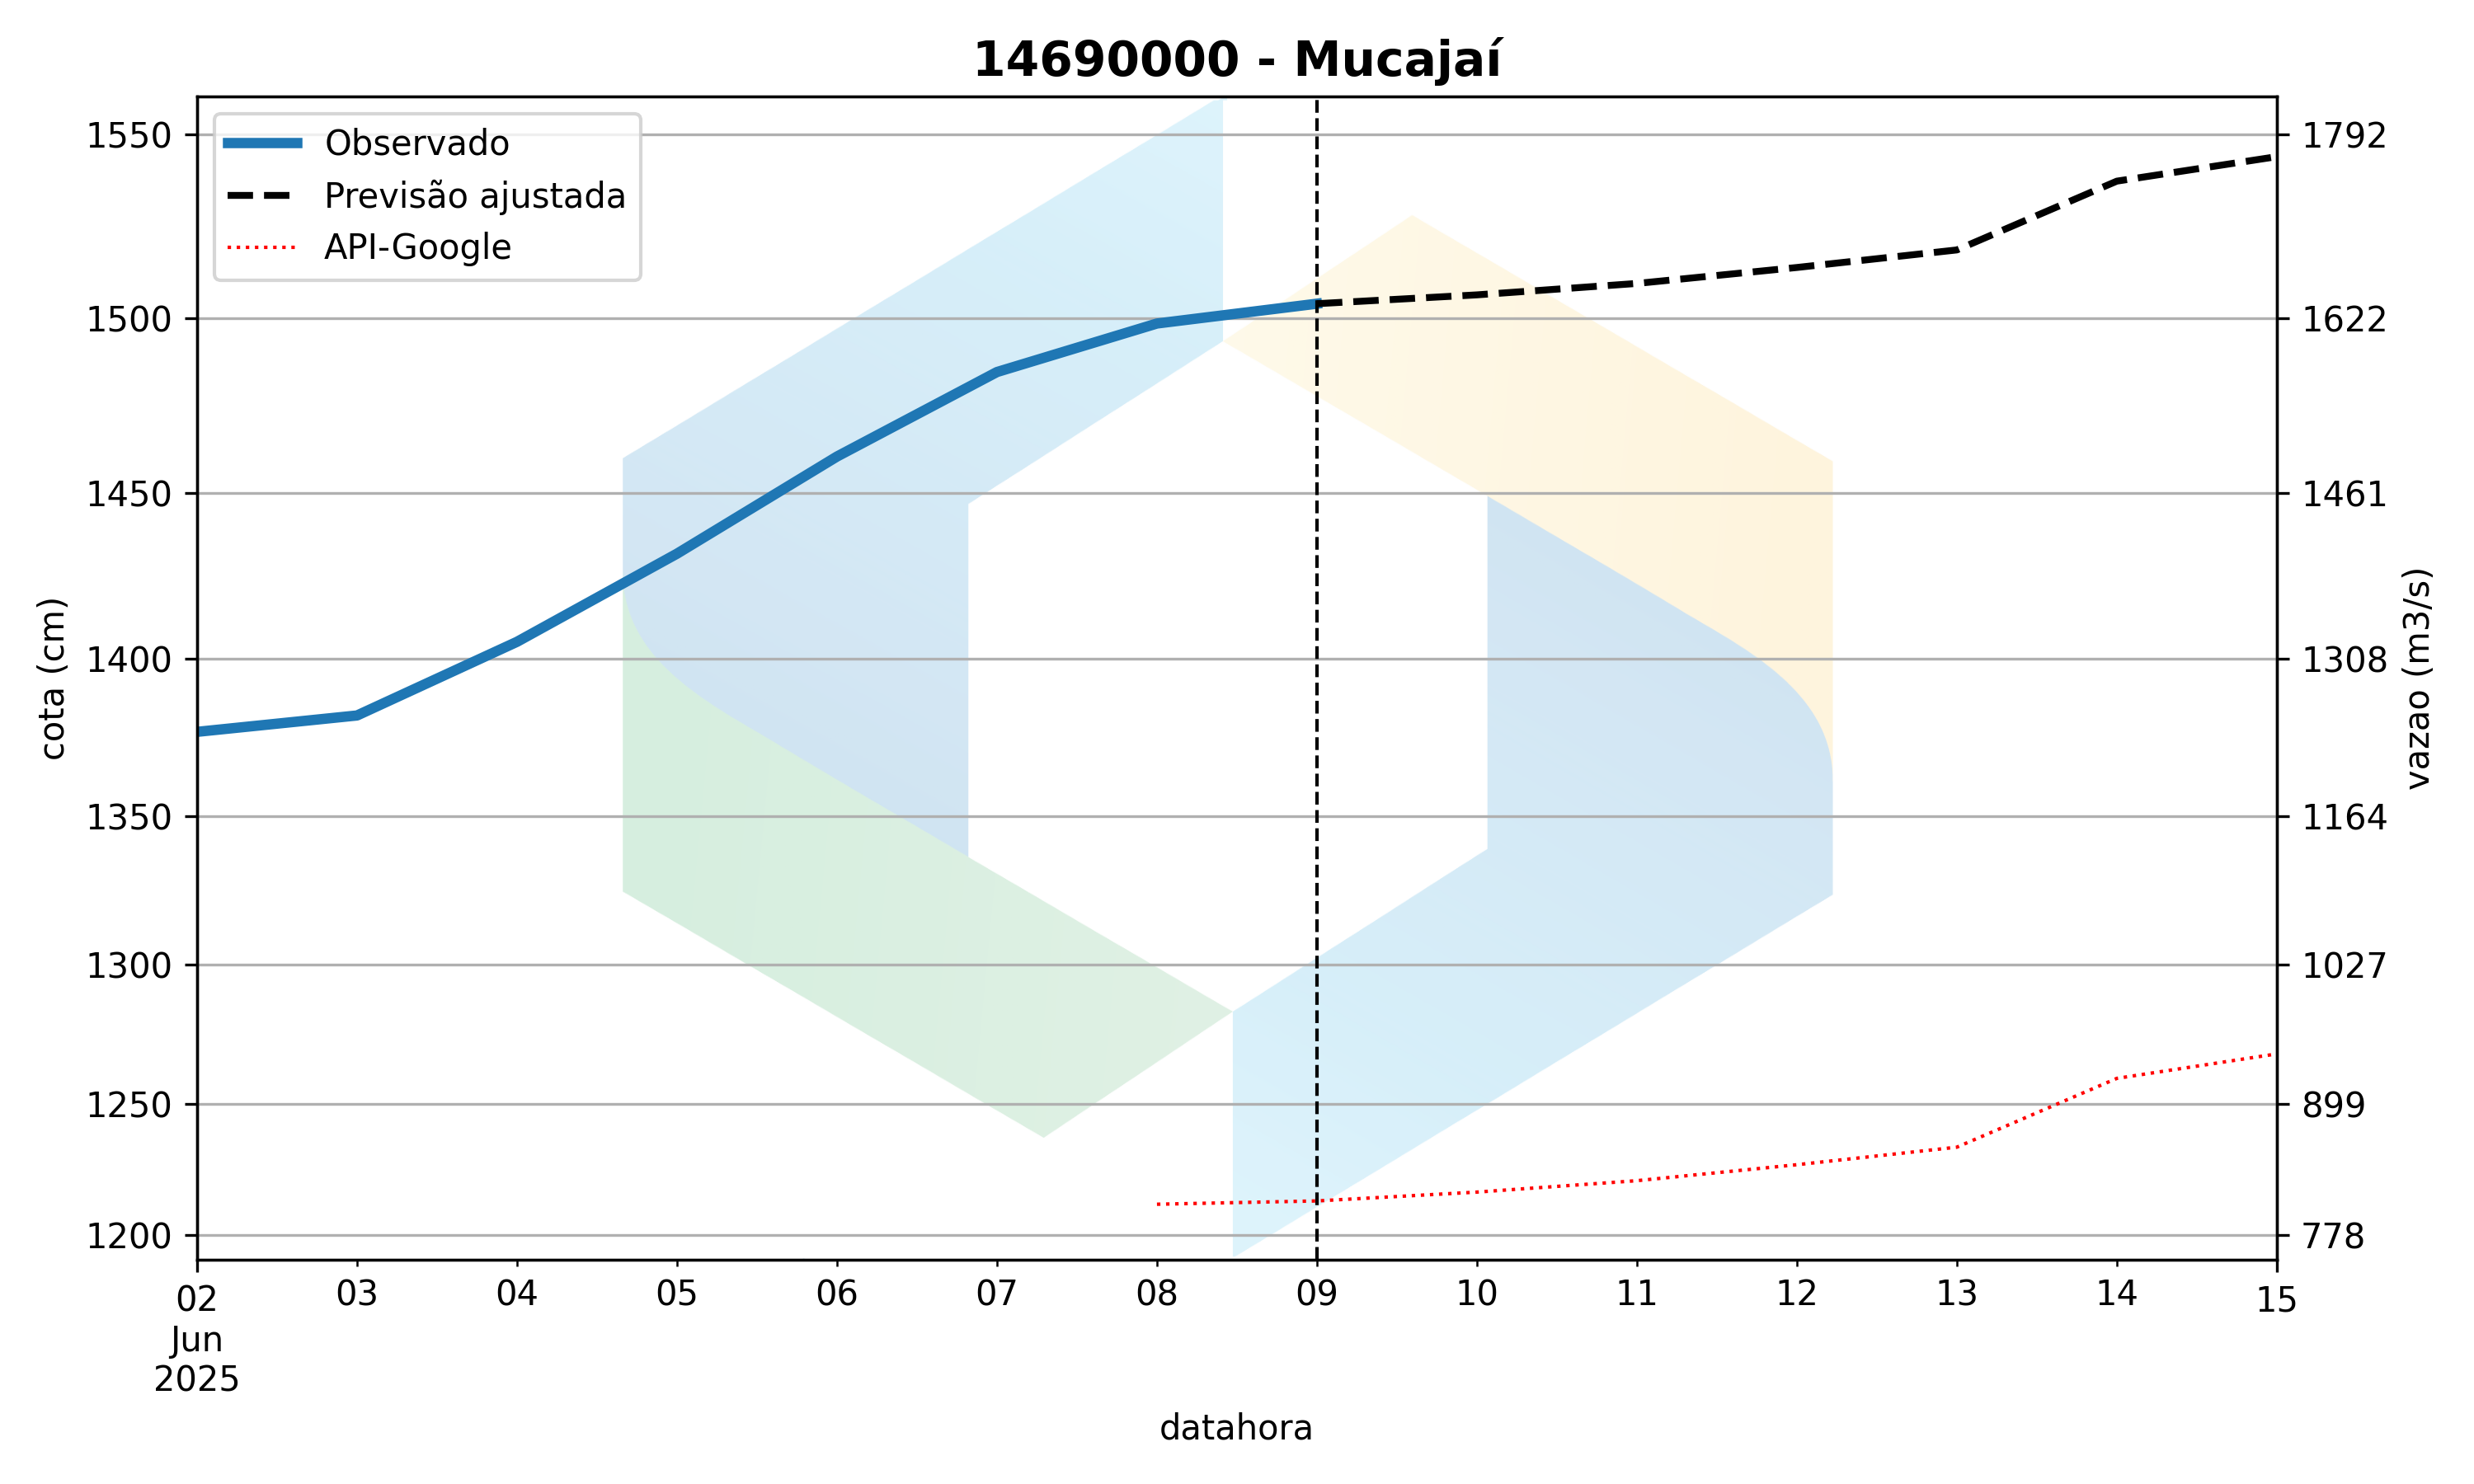 14690000 - Mucajaí
Observado
Previsão ajustada
API-Google
1550
1500
1450
1400
1350
1300
1250
1200
cota (cm)
1792
1622
1461
1308
1164
1027
899
778
vazao (m3/s)
02 03 04 05 06 07 08 09 10 11 12 13 14 15
Jun
2025
datahora